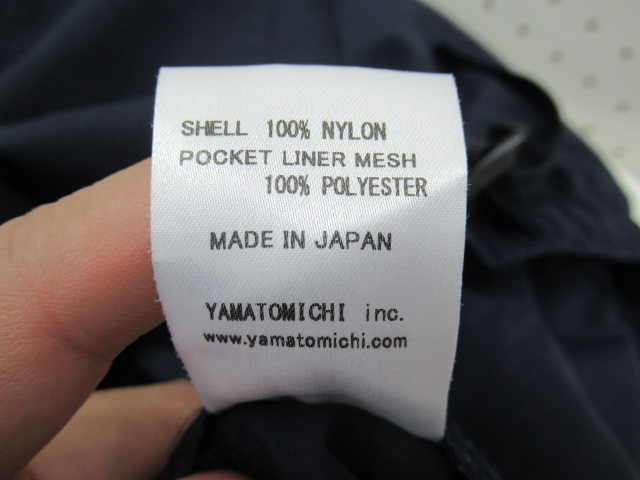 SHELL 100% NYLON
POCKET LINER MESH
100% POLYESTER
MADE IN JAPAN
YAMATOMICHI inc.
www.yamatomichi.com